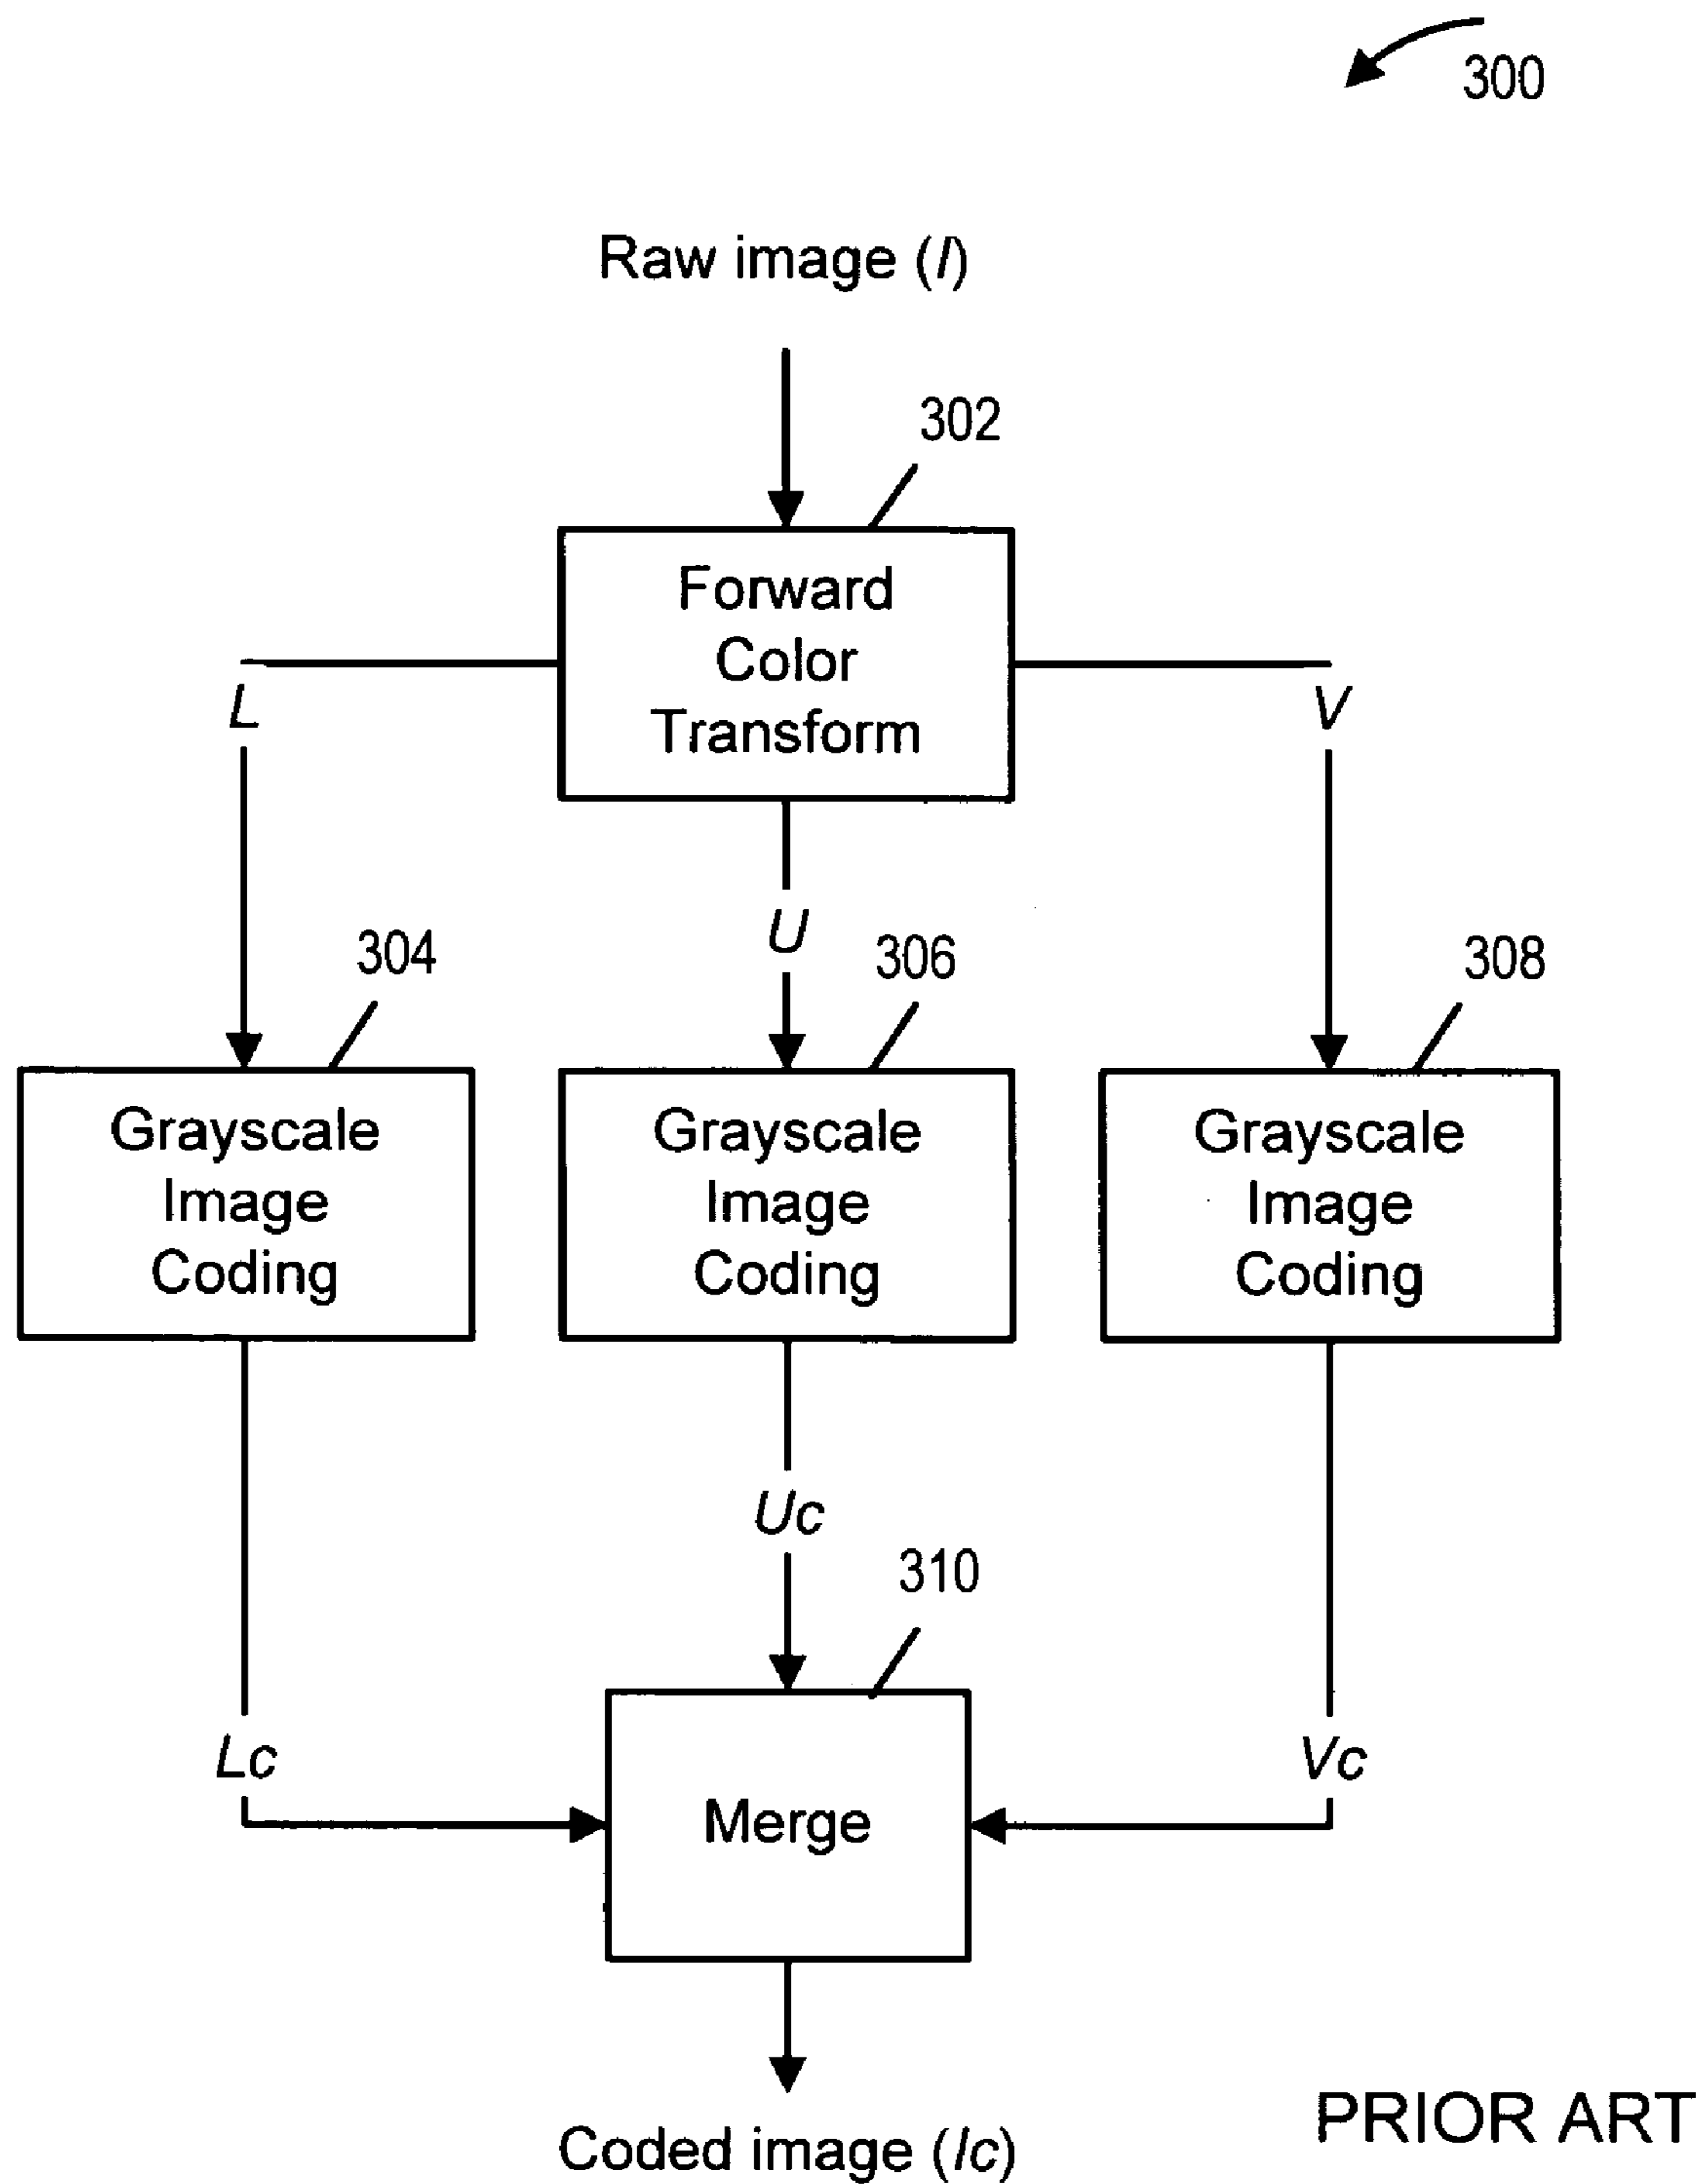 300
Raw image (I)
302
Forward
Color
Transform
L
V
U
304
306
308
Grayscale
Image
Coding
Grayscale
Image
Coding
Grayscale
Image
Coding
Uc
310
Lc
Vc
Merge
PRIOR ART
Coded image (Ic)